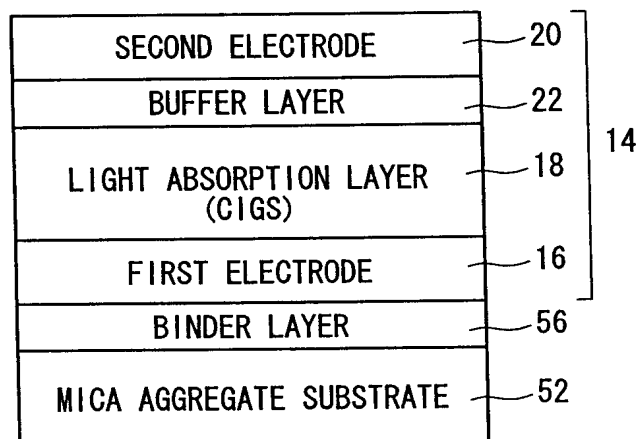 SECOND ELECTRODE 20
BUFFER LAYER 22
14
LIGHT ABSORPTION LAYER 18
(CIGS)
FIRST ELECTRODE 16
BINDER LAYER 56
MICA AGGREGATE SUBSTRATE 52